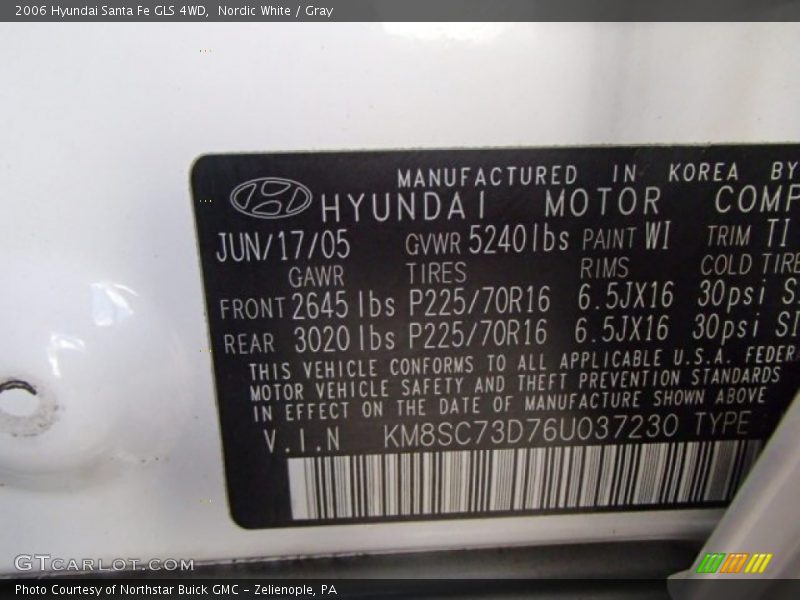 2006 Hyundai Santa Fe GLS 4WD, Nordic White / Gray
MANUFACTURED IN KOREA BY
HYUNDAI MOTOR COMP
JUN/17/05 GVWR 5240lbs PAINT WI TRIM TI
GAWR TIRES RIMS COLD TIRE
FRONT 2645 lbs P225/70R16 6.5JX16 30psi
REAR 3020 lbs P225/70R16 6.5JX16 30psi
THIS VEHICLE CONFORMS TO ALL APPLICABLE U.S.A. FEDER
MOTOR VEHICLE SAFETY AND THEFT PREVENTION STANDARDS
IN EFFECT ON THE DATE OF MANUFACTURE SHOWN ABOVE
V.I.N KM8SC73D76U037230 TYPE
GTCARLOT.COM
Photo Courtesy of Northstar Buick GMC - Zelienople, PA